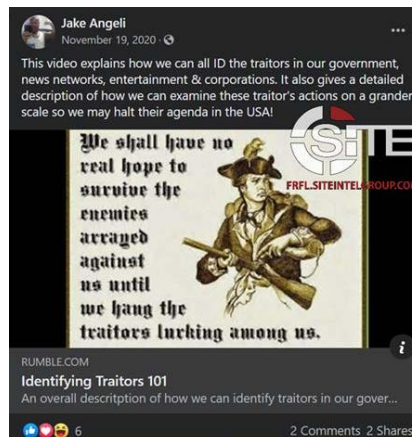 Jake Angeli
November 19, 2020 ·
This video explains how we can all ID the traitors in our government,
news networks, entertainment & corporations. It also gives a detailed
description of how we can examine these traitor's actions on a grander
scale so we may halt their agenda in the USA!
SITE
FRFL.SITEINTELGROUP.COM
We shall have no
real hope to
survive the
enemies
arrayed
against
us until
we hang the
traitors lurking among us.
RUMBLE.COM
Identifying Traitors 101
An overall descritption of how we can identify traitors in our gover...
6
2 Comments 2 Shares